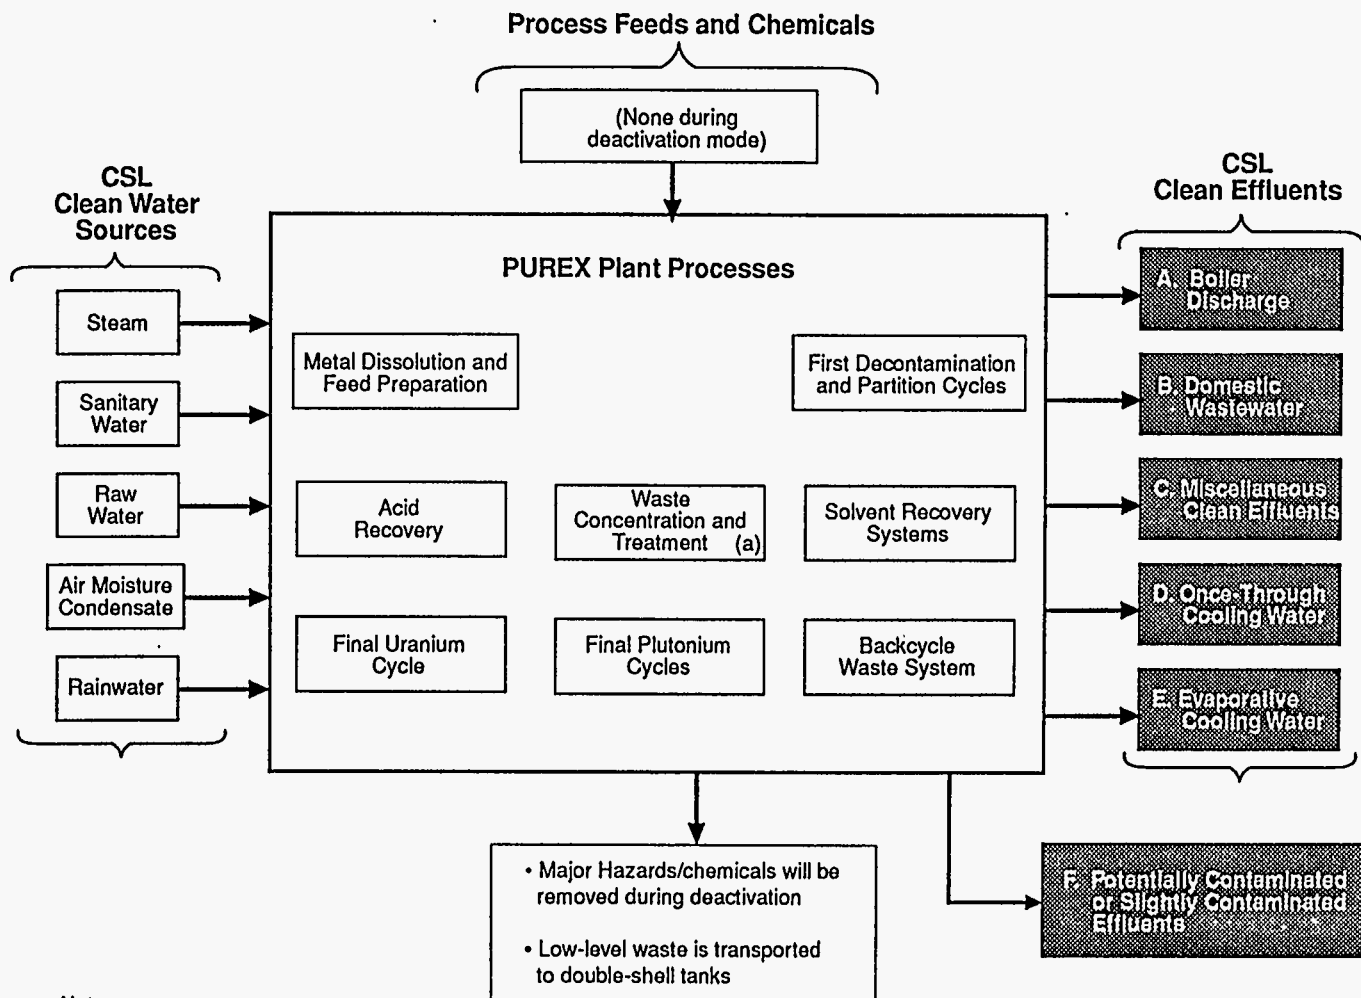 Process Feeds and Chemicals
(None during
deactivation mode)
CSL
Clean Water
Sources
Steam
Sanitary
Water
Raw
Water
Air Moisture
Condensate
Rainwater
PUREX Plant Processes
Metal Dissolution and
Feed Preparation
First Decontamination
and Partition Cycles
Acid
Recovery
Waste
Concentration and
Treatment (a)
Solvent Recovery
Systems
Final Uranium
Cycle
Final Plutonium
Cycles
Backcycle
Waste System
CSL
Clean Effluents
A. Boiler
Discharge
B. Domestic
Wastewater
C. Miscellaneous
Clean Effluents
D. Once-Through
Cooling Water
E. Evaporative
Cooling Water
F. Potentially Contaminated
or Slightly Contaminated
Effluents
• Major Hazards/chemicals will be
removed during deactivation
• Low-level waste is transported
to double-shell tanks